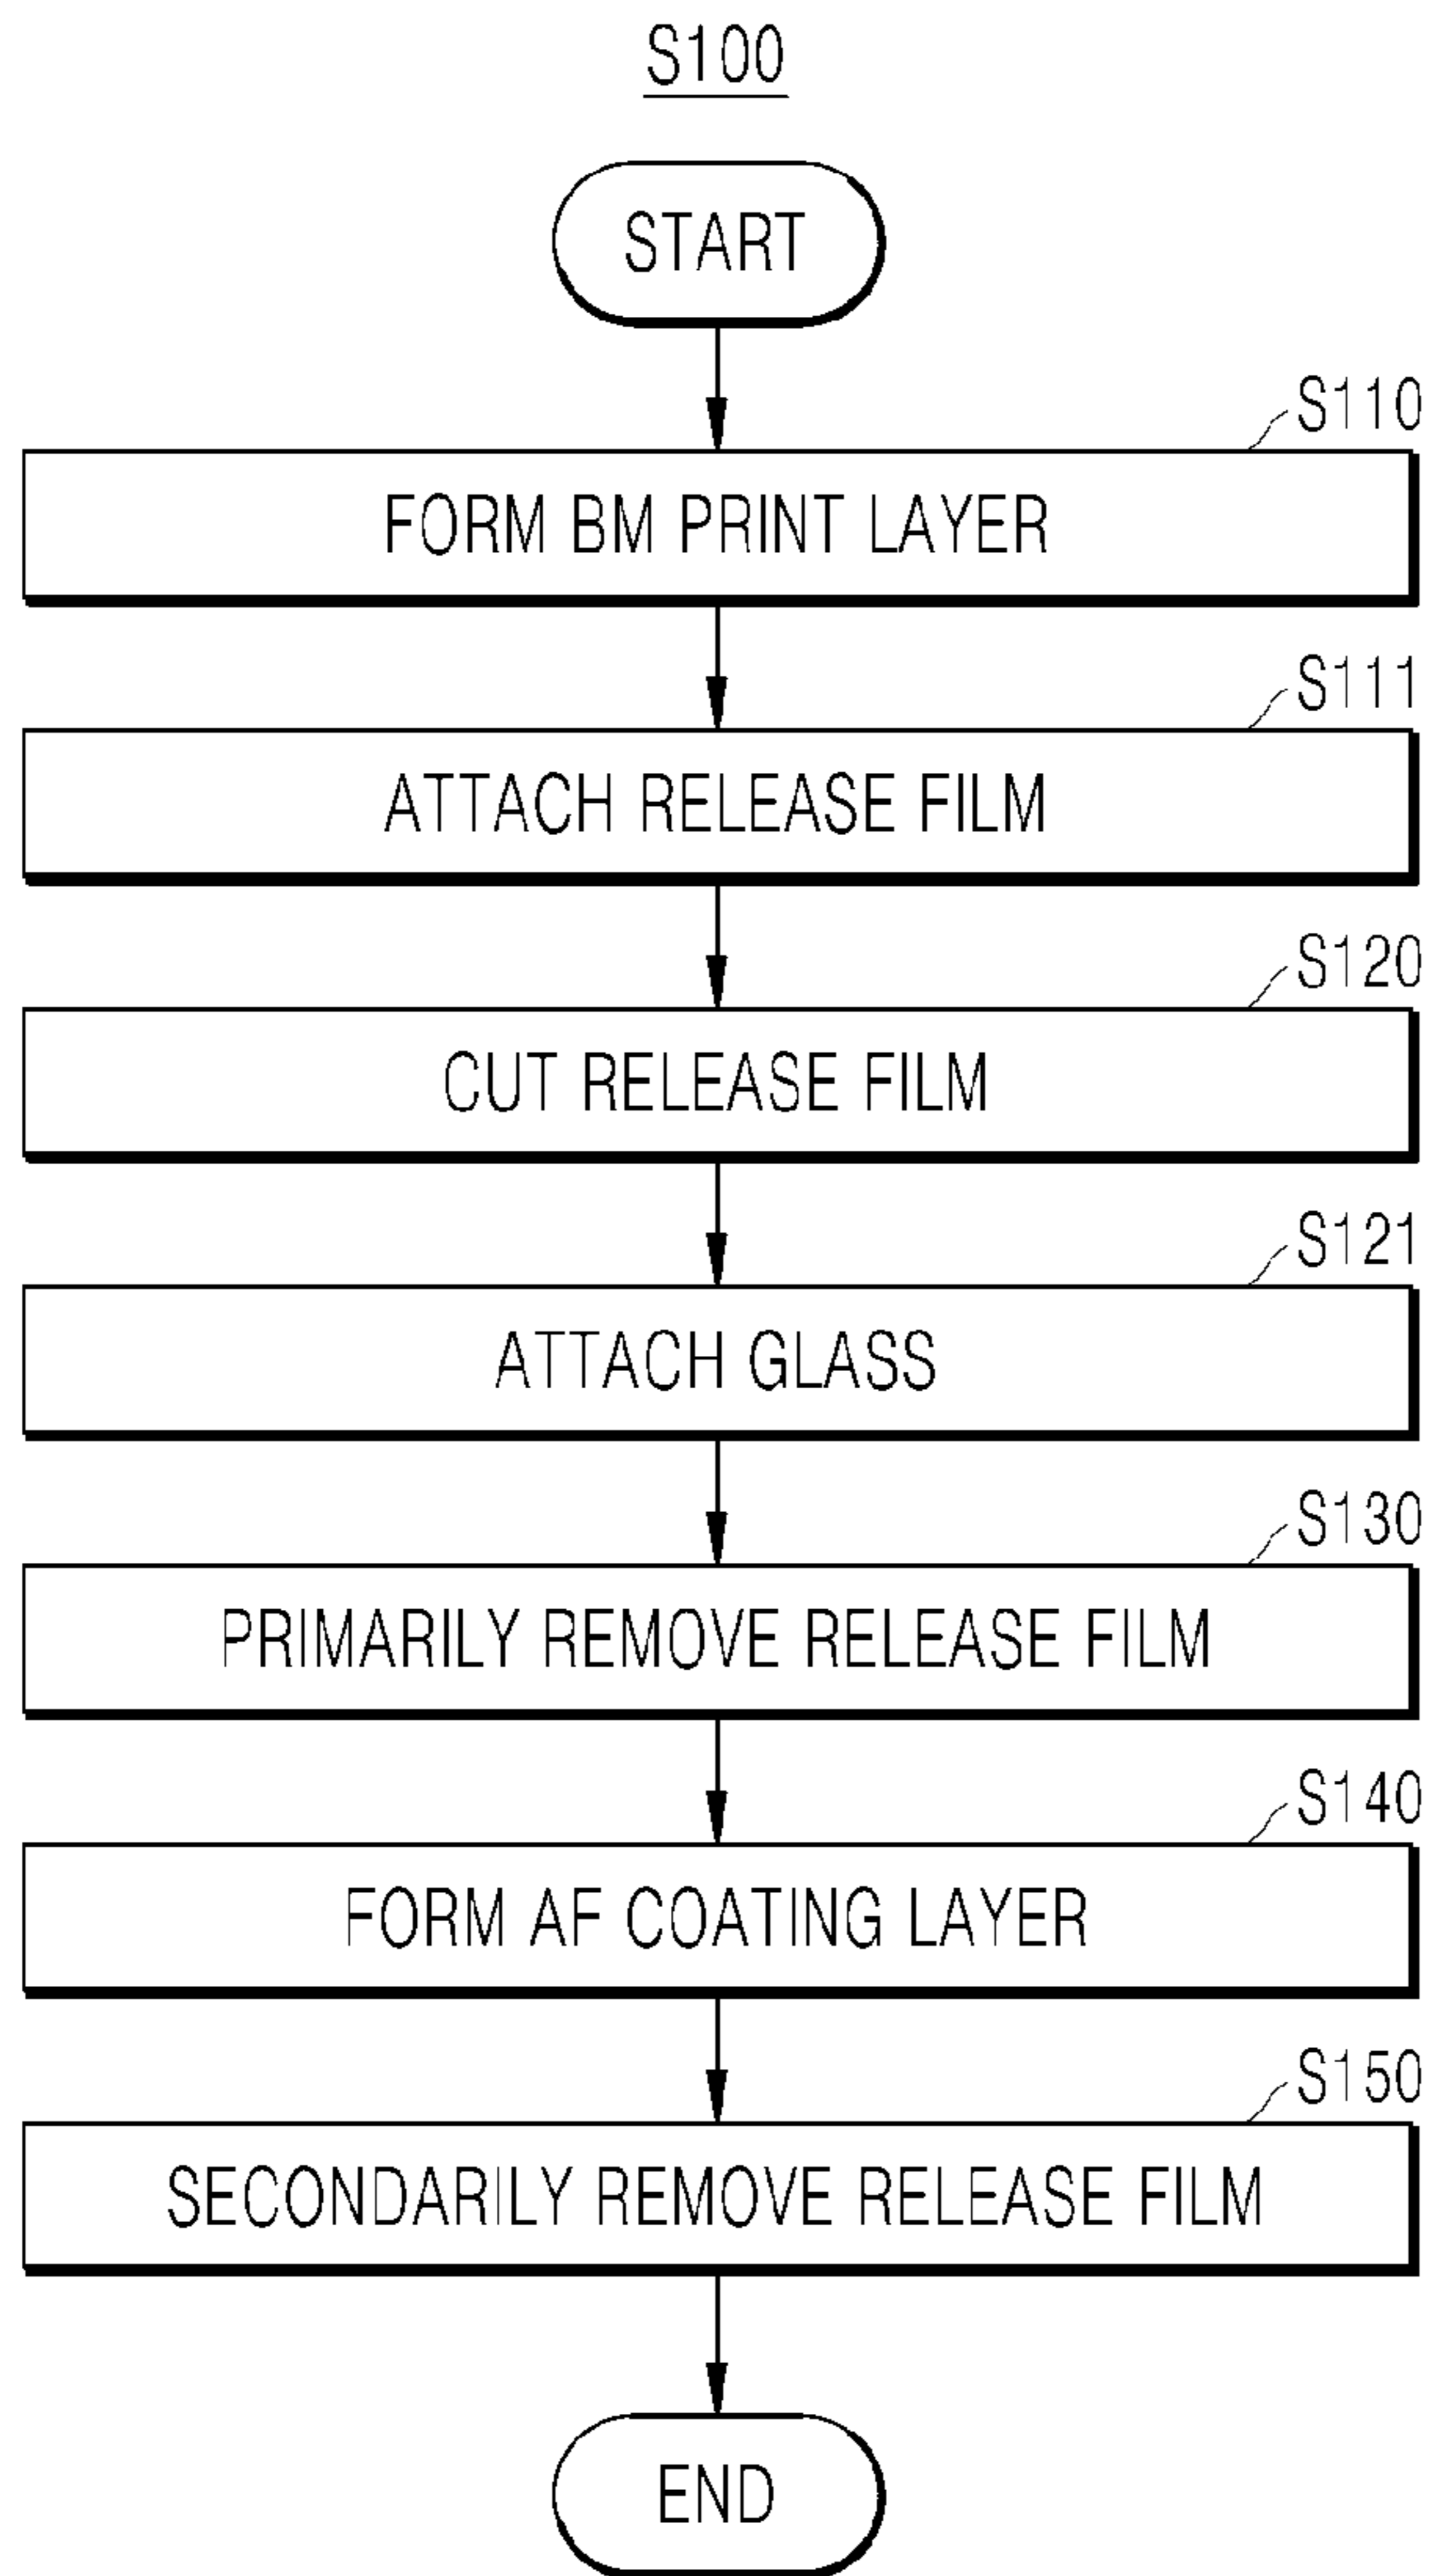 S100
START
S110
FORM BM PRINT LAYER
S111
ATTACH RELEASE FILM
S120
CUT RELEASE FILM
S121
ATTACH GLASS
S130
PRIMARILY REMOVE RELEASE FILM
S140
FORM AF COATING LAYER
S150
SECONDARILY REMOVE RELEASE FILM
END